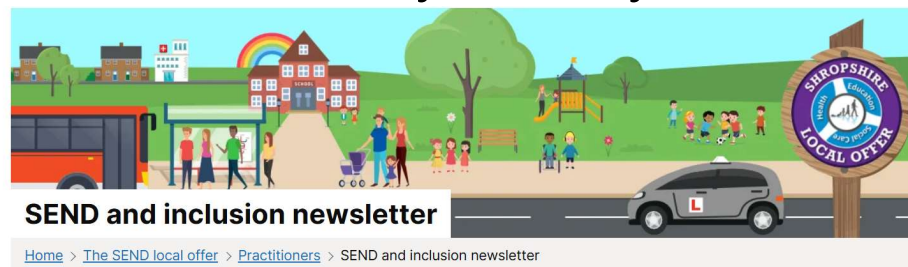 SCHOOL
SHROPSHIRE
Health
Education
Social Care
LOCAL OFFER
L
SEND and inclusion newsletter
Home > The SEND local offer > Practitioners > SEND and inclusion newsletter